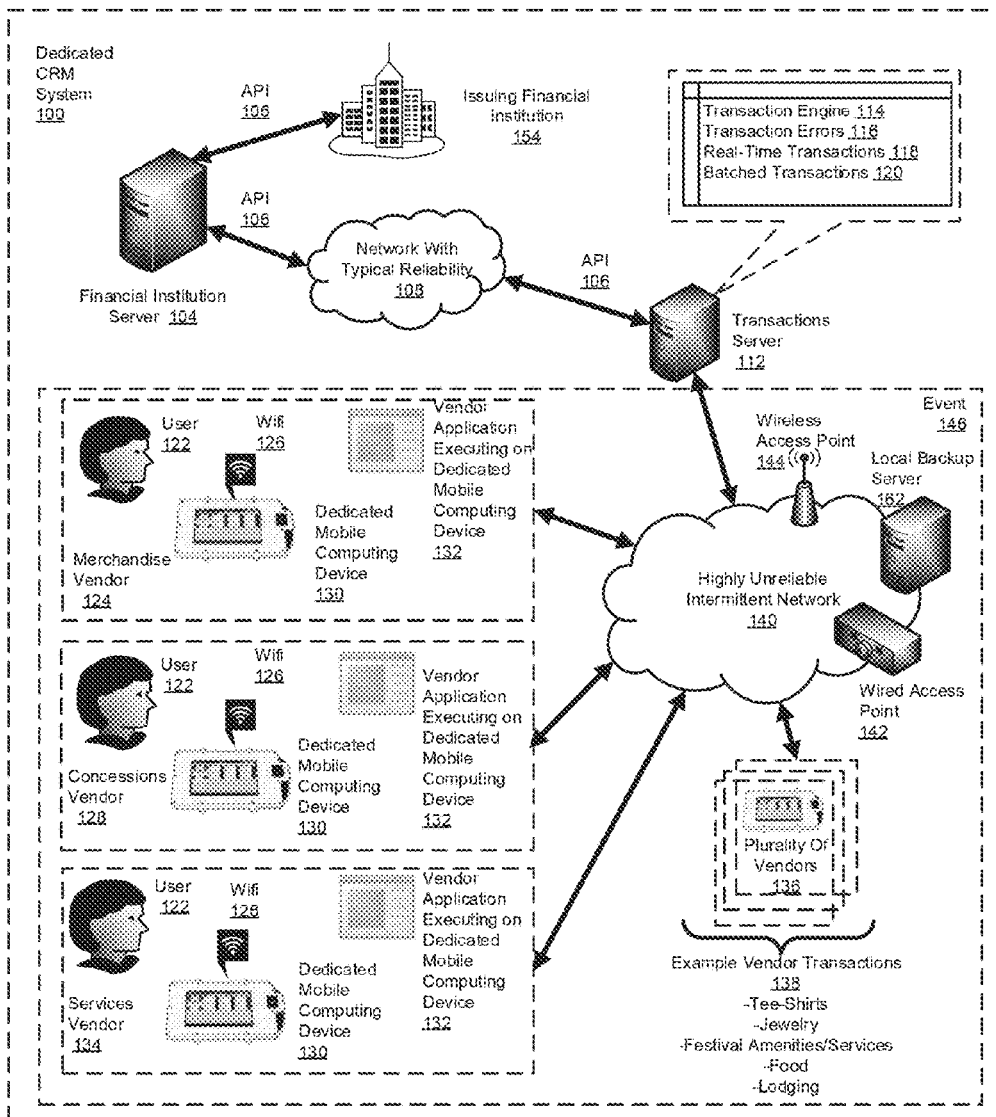 Dedicated
CRM
System
100
API
106
Issuing Financial
Institution
154
Transaction Engine 114
Transaction Errors 116
Real-Time Transactions 118
Batched Transactions 120
API
106
Network With
Typical Reliability
108
API
106
Financial Institution
Server 104
Transactions
Server
112
Event
146
User
122
Wifi
126
Vendor
Application
Executing on
Dedicated
Mobile
Computing
Device
132
Dedicated
Mobile
Computing
Device
130
Merchandise
Vendor
124
Wireless
Access Point
144
Local Backup
Server
162
Highly Unreliable
Intermittent Network
140
Wired Access
Point
142
User
122
Wifi
126
Vendor
Application
Executing on
Dedicated
Mobile
Computing
Device
132
Dedicated
Mobile
Computing
Device
130
Concessions
Vendor
128
User
122
Wifi
126
Vendor
Application
Executing on
Dedicated
Mobile
Computing
Device
132
Dedicated
Mobile
Computing
Device
130
Services
Vendor
134
Plurality Of
Vendors
136
Example Vendor Transactions
138
-Tee-Shirts
-Jewelry
-Festival Amenities/Services
-Food
-Lodging